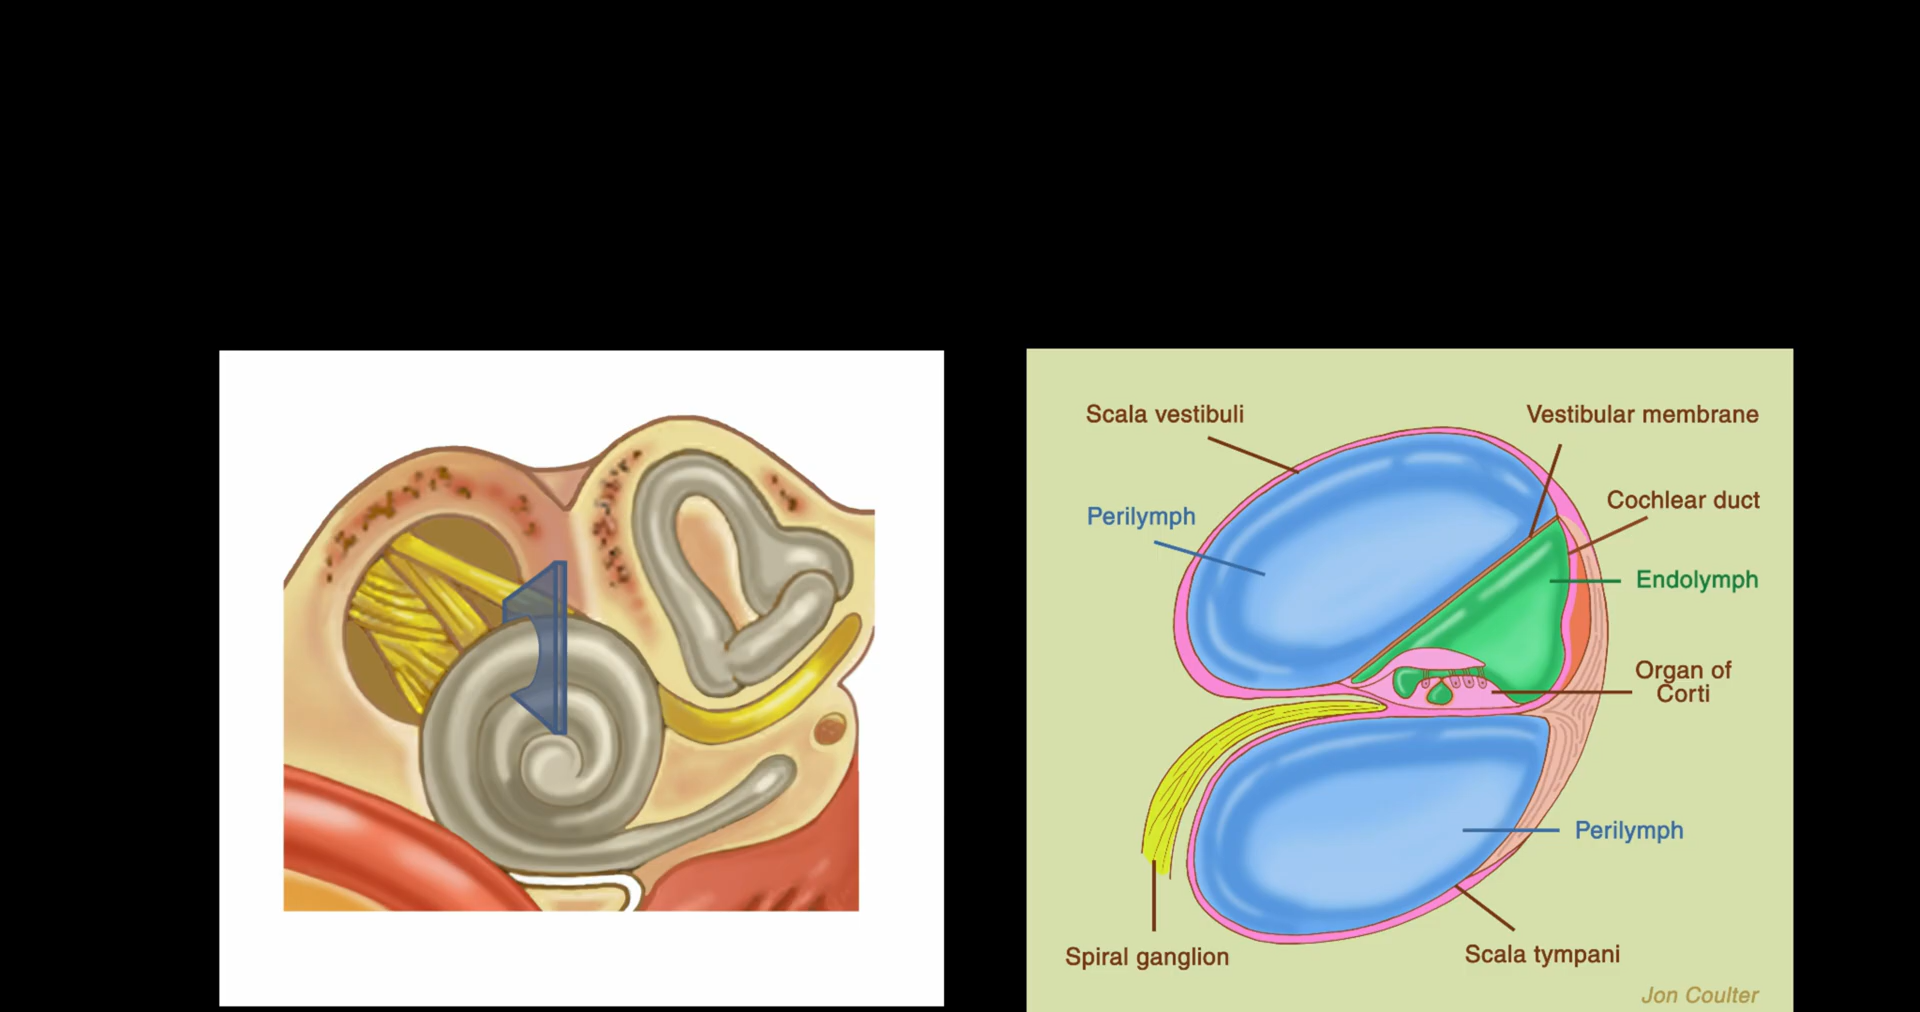 Scala vestibuli
Vestibular membrane
Cochlear duct
Perilymph
Endolymph
Organ of
Corti
Perilymph
Spiral ganglion
Scala tympani
Jon Coulter